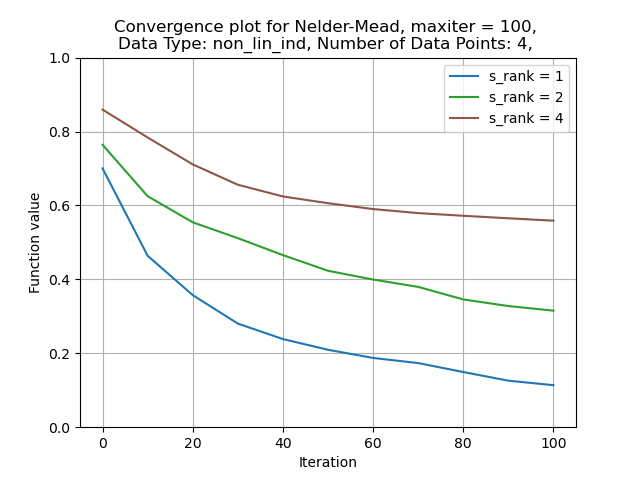 Convergence plot for Nelder-Mead, maxiter = 100,
Data Type: non_lin_ind, Number of Data Points: 4,
s_rank = 1
s_rank = 2
s_rank = 4
Function value
1.0
0.8
0.6
0.4
0.2
0.0
0 20 40 60 80 100
Iteration